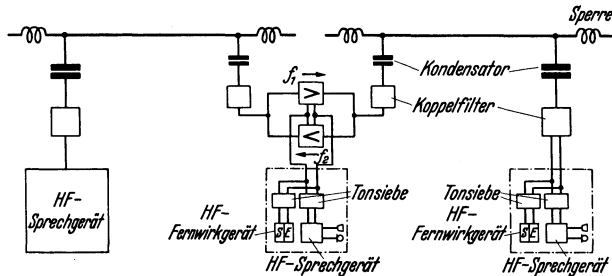 Sperre
Kondensator
f₁
>
Koppelfilter
<
f₂
HF-
Sprechgerät
HF-
Fernwirkgerät
Tonsiebe
S E
HF-Sprechgerät
Tonsiebe
HF-
Fernwirkgerät
S E
HF-Sprechgerät